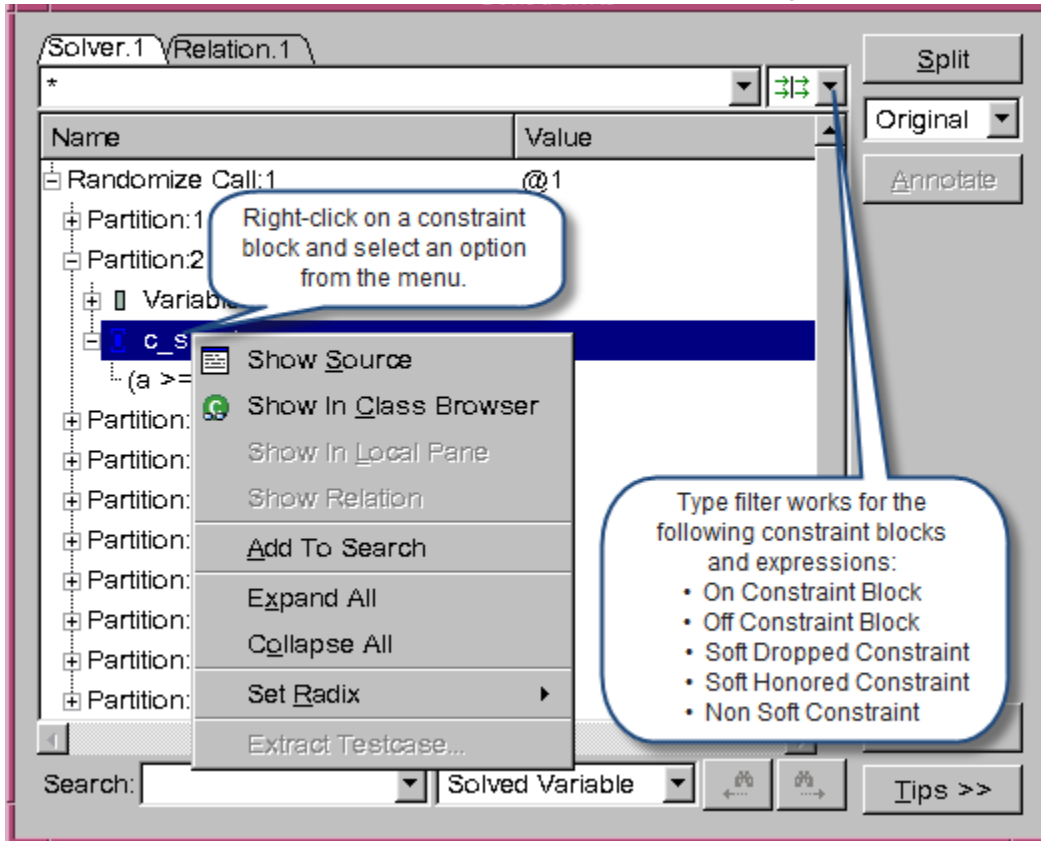 Solver.1 Relation.1
Split
*
Original
Name Value
Annotate
Randomize Call:1 @1
Partition:1
Right-click on a constraint
block and select an option
from the menu.
Partition:2
c_s
Show Source
(a >=
Show In Class Browser
Partition:
Show In Local Pane
Partition:
Show Relation
Partition:
Partition:
Add To Search
Partition:
Expand All
Partition:
Collapse All
Partition:
Set Radix
Partition:
Extract Testcase...
Type filter works for the
following constraint blocks
and expressions:
• On Constraint Block
• Off Constraint Block
• Soft Dropped Constraint
• Soft Honored Constraint
• Non Soft Constraint
Search: Solved Variable
Tips >>